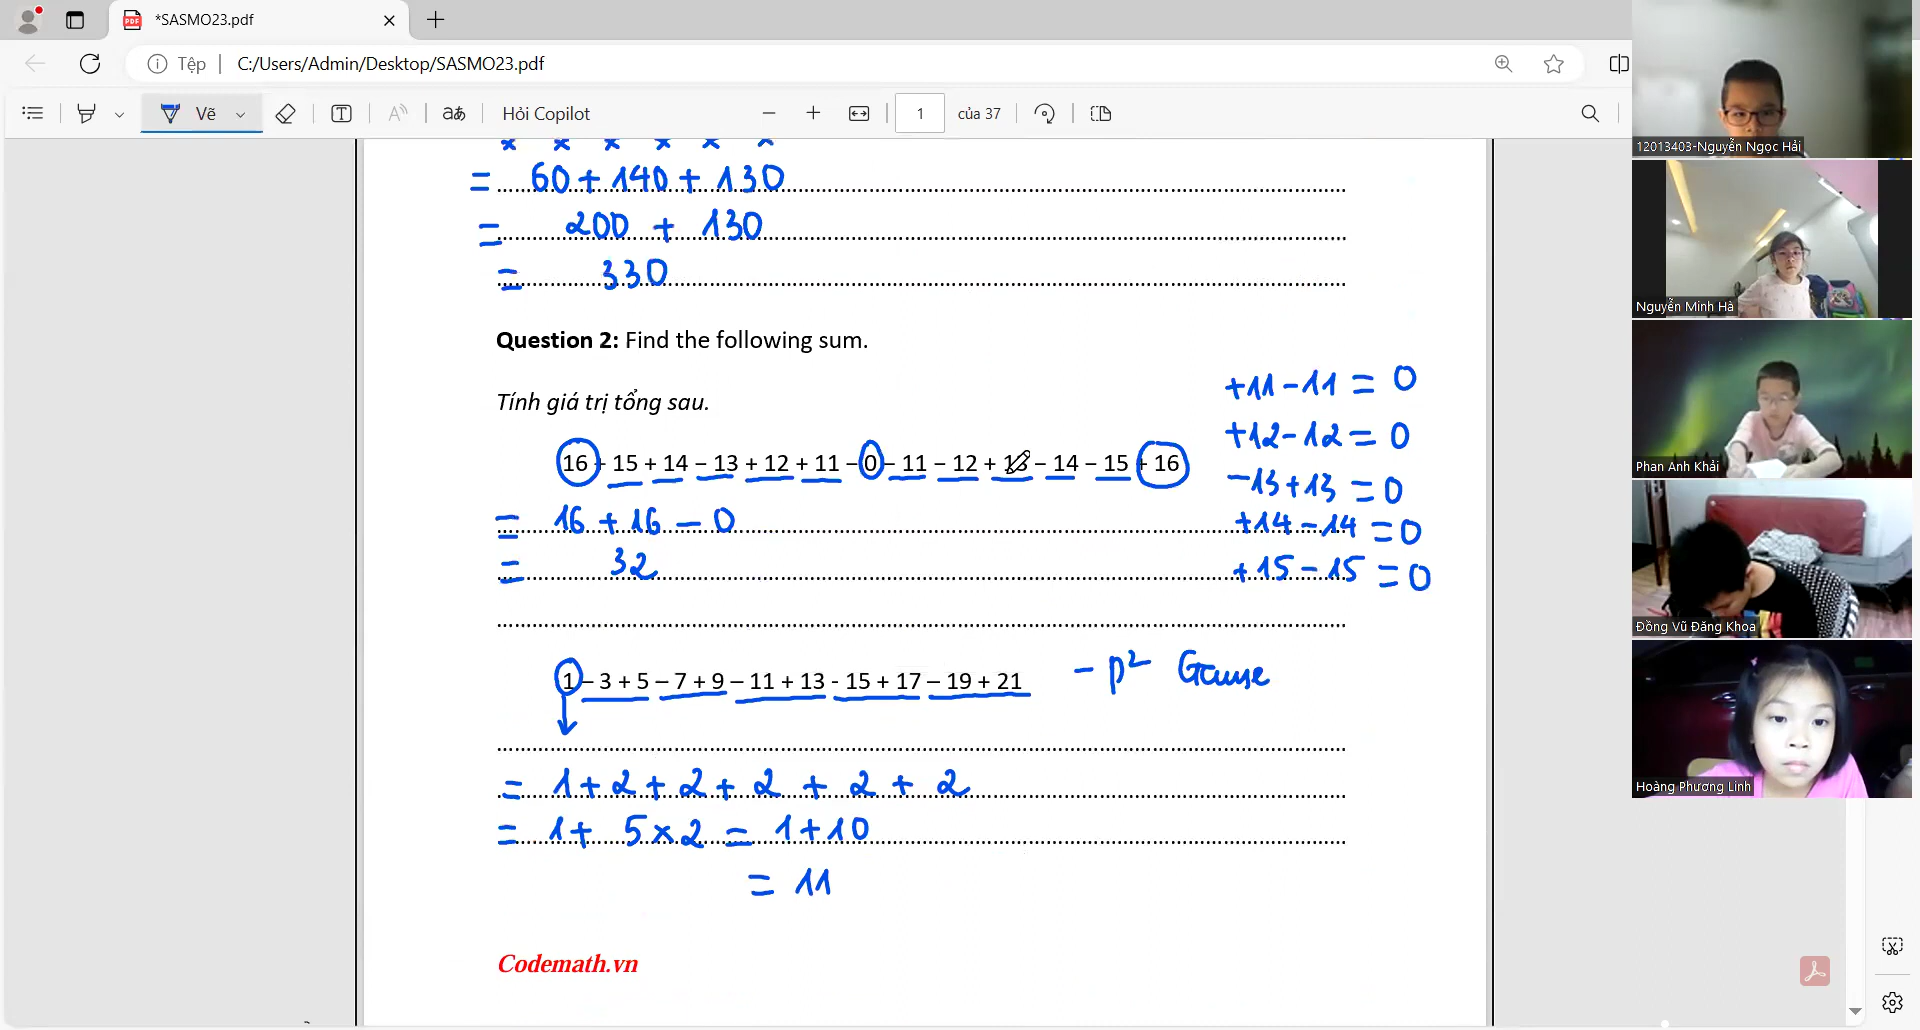 *SASMO23.pdf
Tệp C:/Users/Admin/Desktop/SASMO23.pdf
Vẽ Hỏi Copilot 1 của 37
= 60 + 140 + 130
= 200 + 130
= 330
Question 2: Find the following sum.
Tính giá trị tổng sau.
16 + 15 + 14 – 13 + 12 + 11 – 0 – 11 – 12 + 13 – 14 – 15 + 16
+11 – 11 = 0
+12 – 12 = 0
–13 + 13 = 0
+14 – 14 = 0
+15 – 15 = 0
= 16 + 16 – 0
= 32
1 – 3 + 5 – 7 + 9 – 11 + 13 - 15 + 17 – 19 + 21
– p²
= 1 + 2 + 2 + 2 + 2 + 2
= 1 + 5 × 2 = 1 + 10
= 11
Codemath.vn
12013403-Nguyễn Ngọc Hải
Nguyễn Minh Hà
Phan Anh Khải
Đồng Vũ Đăng Khoa
Hoàng Phương Linh